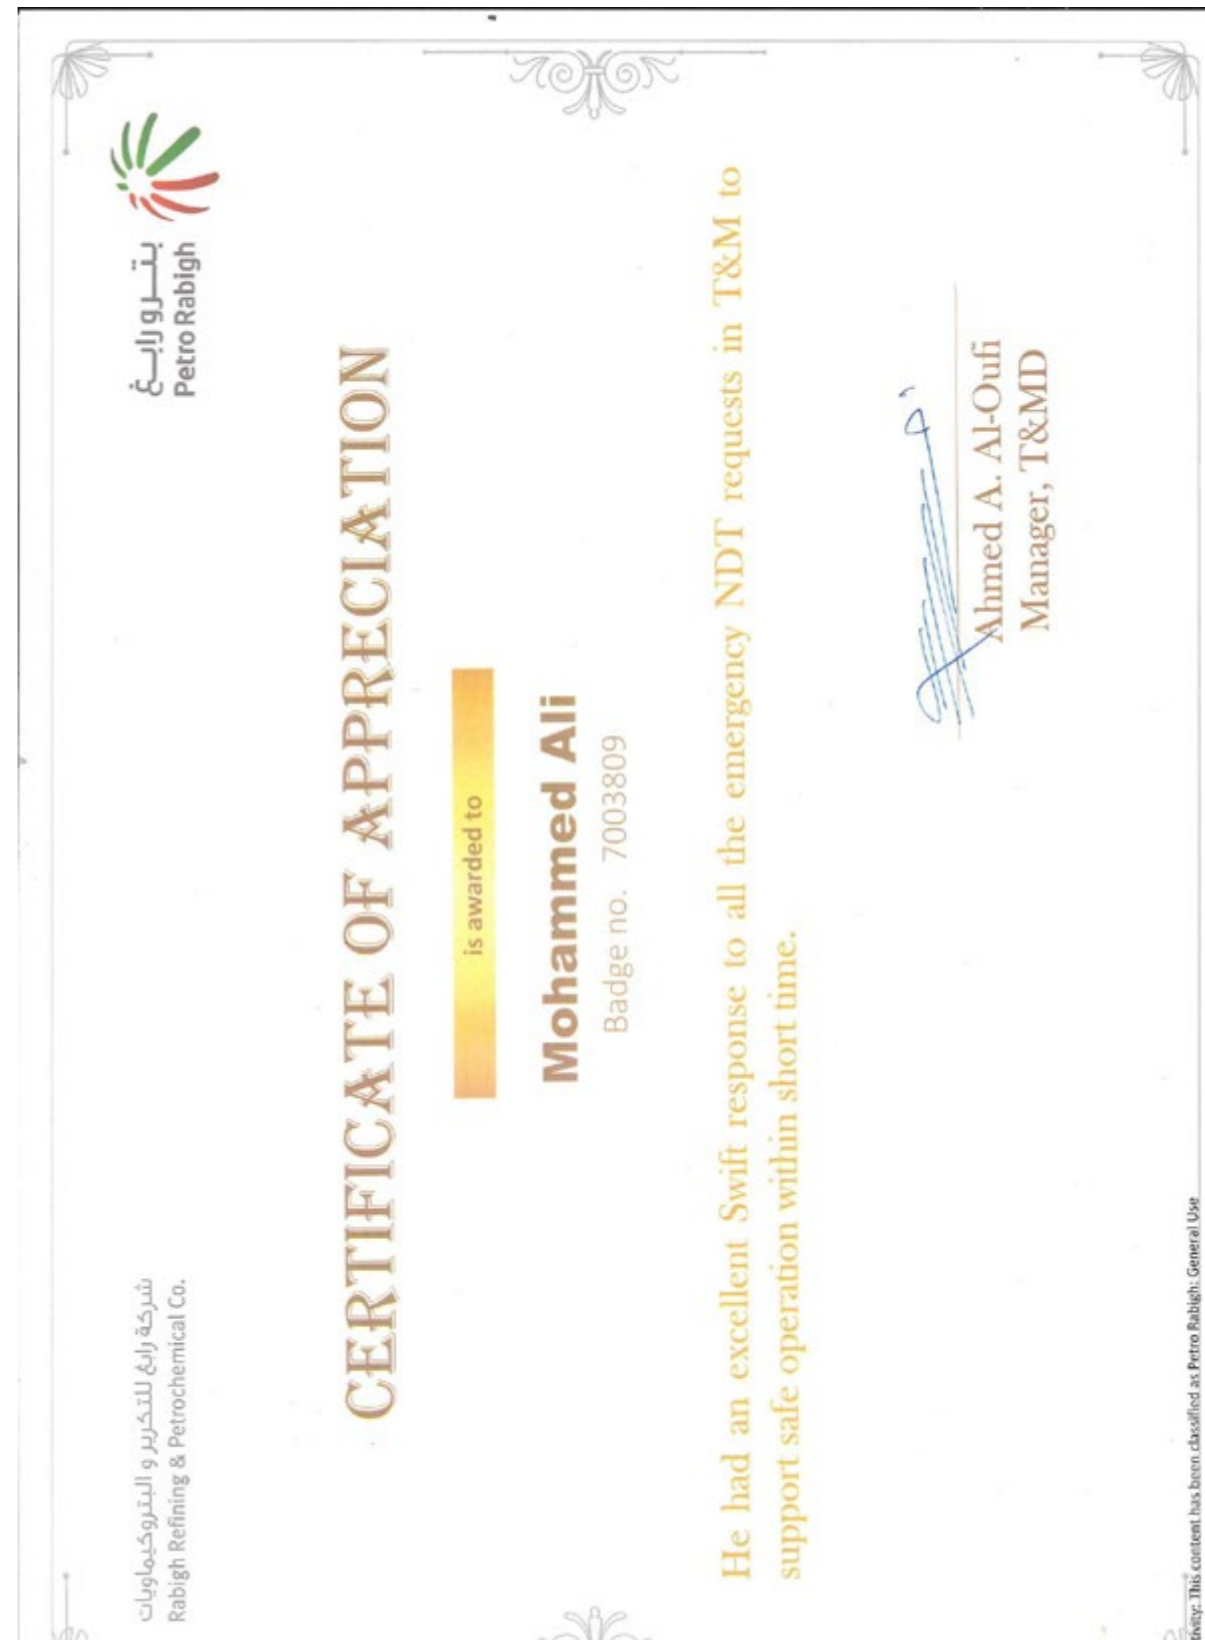 شركة رابغ للتكرير و البتروكيماويات
Rabigh Refining & Petrochemical Co.
بتــرو رابــغ
Petro Rabigh
CERTIFICATE OF APPRECIATION
is awarded to
Mohammed Ali
Badge no. 7003809
He had an excellent Swift response to all the emergency NDT requests in T&M to
support safe operation within short time.
Ahmed A. Al-Oufi
Manager, T&MD
This content has been classified as Petro Rabigh: General Use